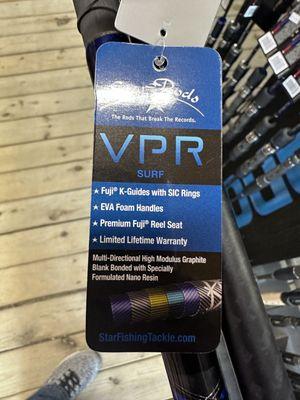 Rods
The Rods That Break The Records.
VPR
SURF
★ Fuji® K-Guides with SIC Rings
★ EVA Foam Handles
★ Premium Fuji® Reel Seat
★ Limited Lifetime Warranty
Multi-Directional High Modulus Graphite
Blank Bonded with Specially
Formulated Nano Resin
StarFishingTackle.com